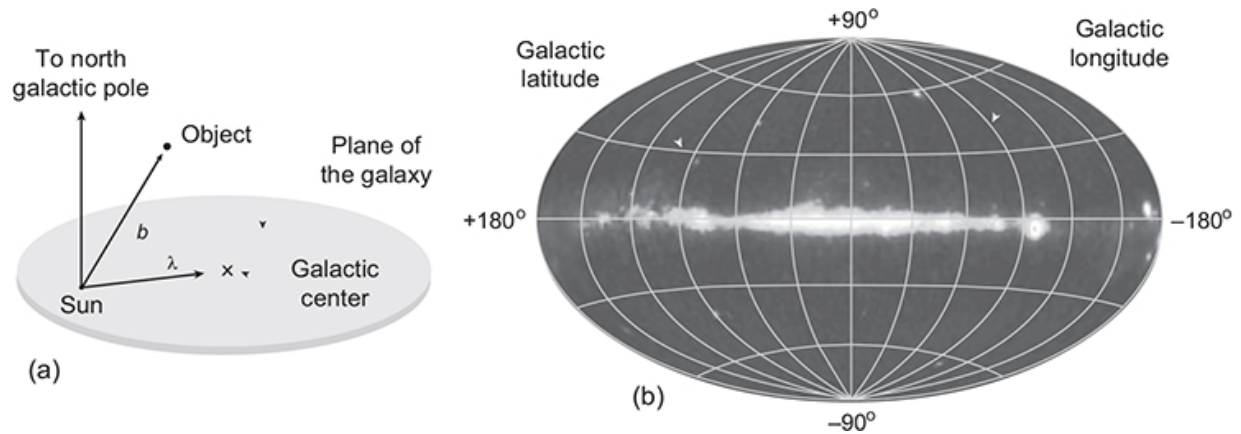 To north
galactic pole
Object
Plane of
the galaxy
b
λ
×
Galactic
center
Sun
(a)
+90°
Galactic
latitude
Galactic
longitude
+180°
–180°
(b)
–90°